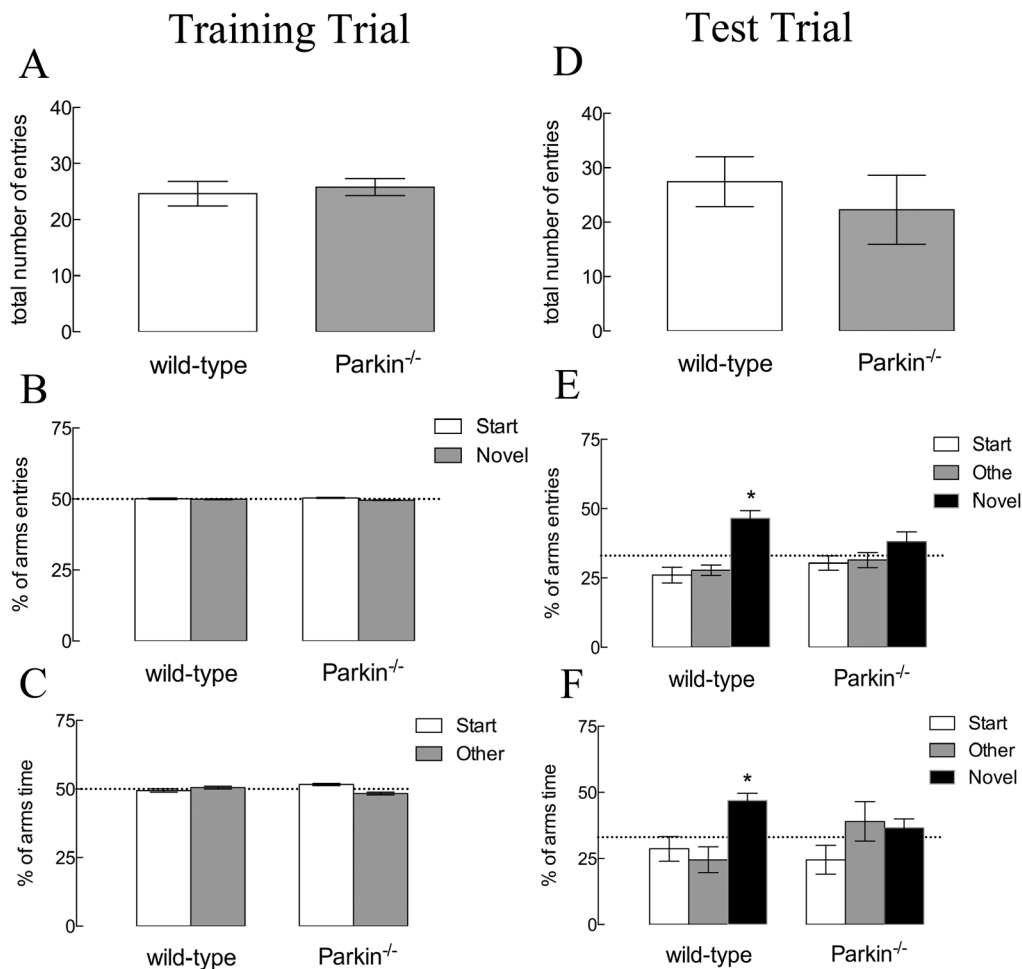 Training Trial
Test Trial
A
total number of entries
40
30
20
10
0
wild-type
Parkin-/-
D
total number of entries
40
30
20
10
0
wild-type
Parkin-/-
B
% of arms entries
75
50
25
0
Start
Novel
wild-type
Parkin-/-
E
% of arms entries
75
50
25
0
Start
Othe
Novel
*
wild-type
Parkin-/-
C
% of arms time
75
50
25
0
Start
Other
wild-type
Parkin-/-
F
% of arms time
75
50
25
0
Start
Other
Novel
*
wild-type
Parkin-/-